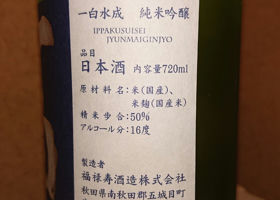 一白水成 純米吟醸
IPPAKUSUISEI
JYUNMAIGINJYO
品目
日本酒 内容量720ml
原材料名:米(国産)、
米麹(国産米)
精米歩合:50%
アルコール分:16度
製造者
福禄寿酒造株式会社
秋田県南秋田郡五城目町